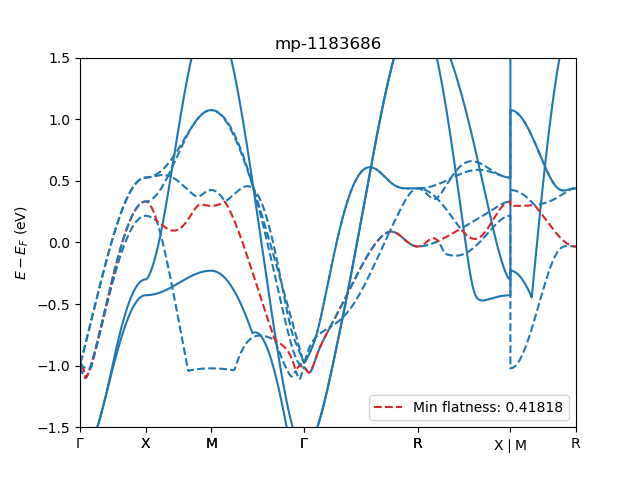 mp-1183686
E − E_F (eV)
1.5
1.0
0.5
0.0
−0.5
−1.0
−1.5
Min flatness: 0.41818
Γ X M Γ R X | M R